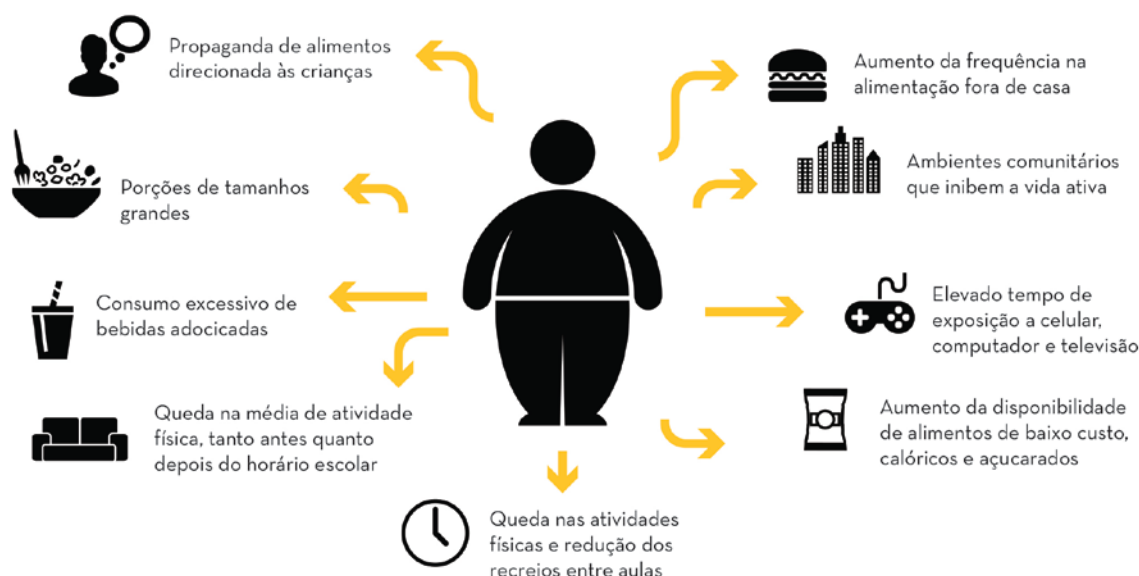 Propaganda de alimentos
direcionada às crianças
Porções de tamanhos
grandes
Consumo excessivo de
bebidas adocicadas
Queda na média de atividade
física, tanto antes quanto
depois do horário escolar
Queda nas atividades
físicas e redução dos
recreios entre aulas
Aumento da frequência na
alimentação fora de casa
Ambientes comunitários
que inibem a vida ativa
Elevado tempo de
exposição a celular,
computador e televisão
Aumento da disponibilidade
de alimentos de baixo custo,
calóricos e açucarados